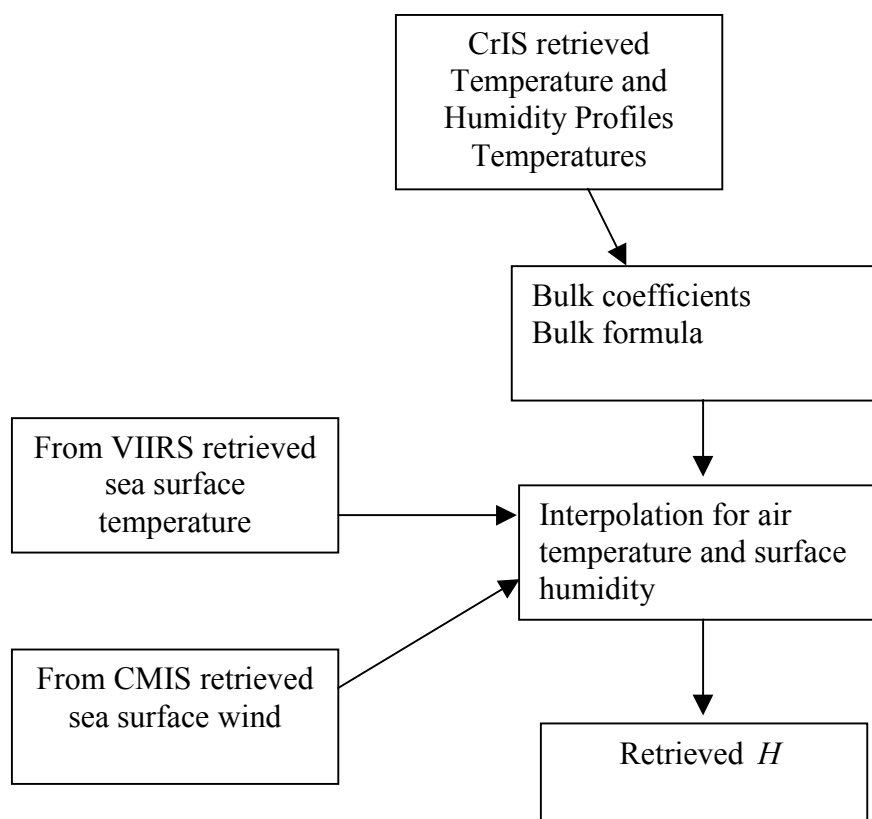 CrIS retrieved
Temperature and
Humidity Profiles
Temperatures
Bulk coefficients
Bulk formula
From VIIRS retrieved
sea surface
temperature
Interpolation for air
temperature and surface
humidity
From CMIS retrieved
sea surface wind
Retrieved H